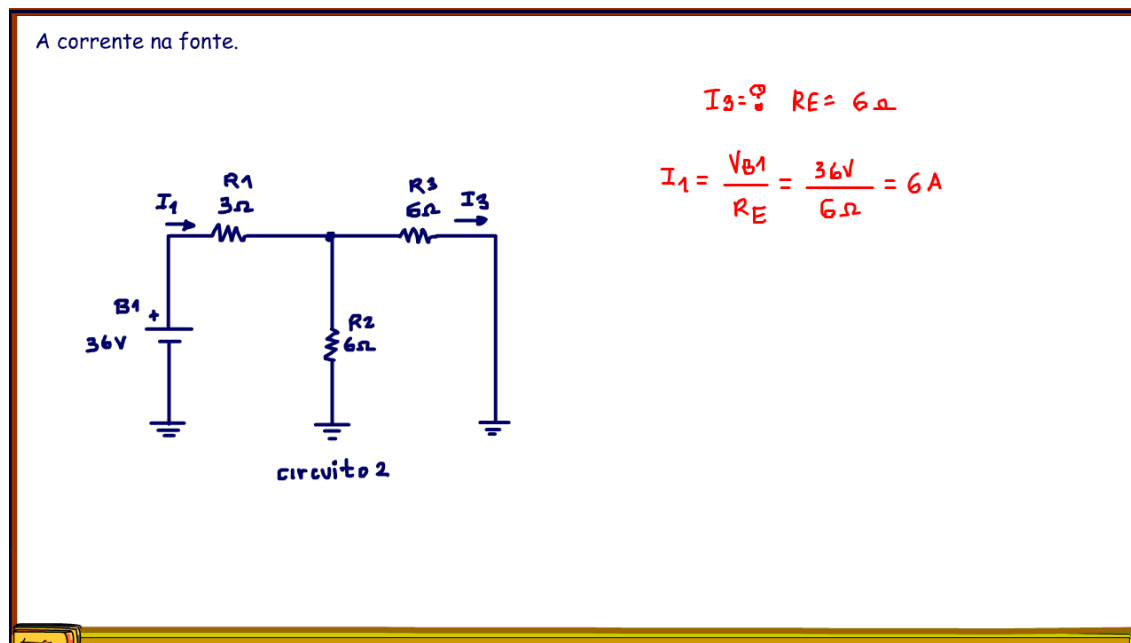 A corrente na fonte.
I3=? RE= 6Ω
I1 = VB1/RE = 36V/6Ω = 6A
R1
3Ω
I1
R3
6Ω
I3
B1 +
36V
R2
6Ω
circuito 2